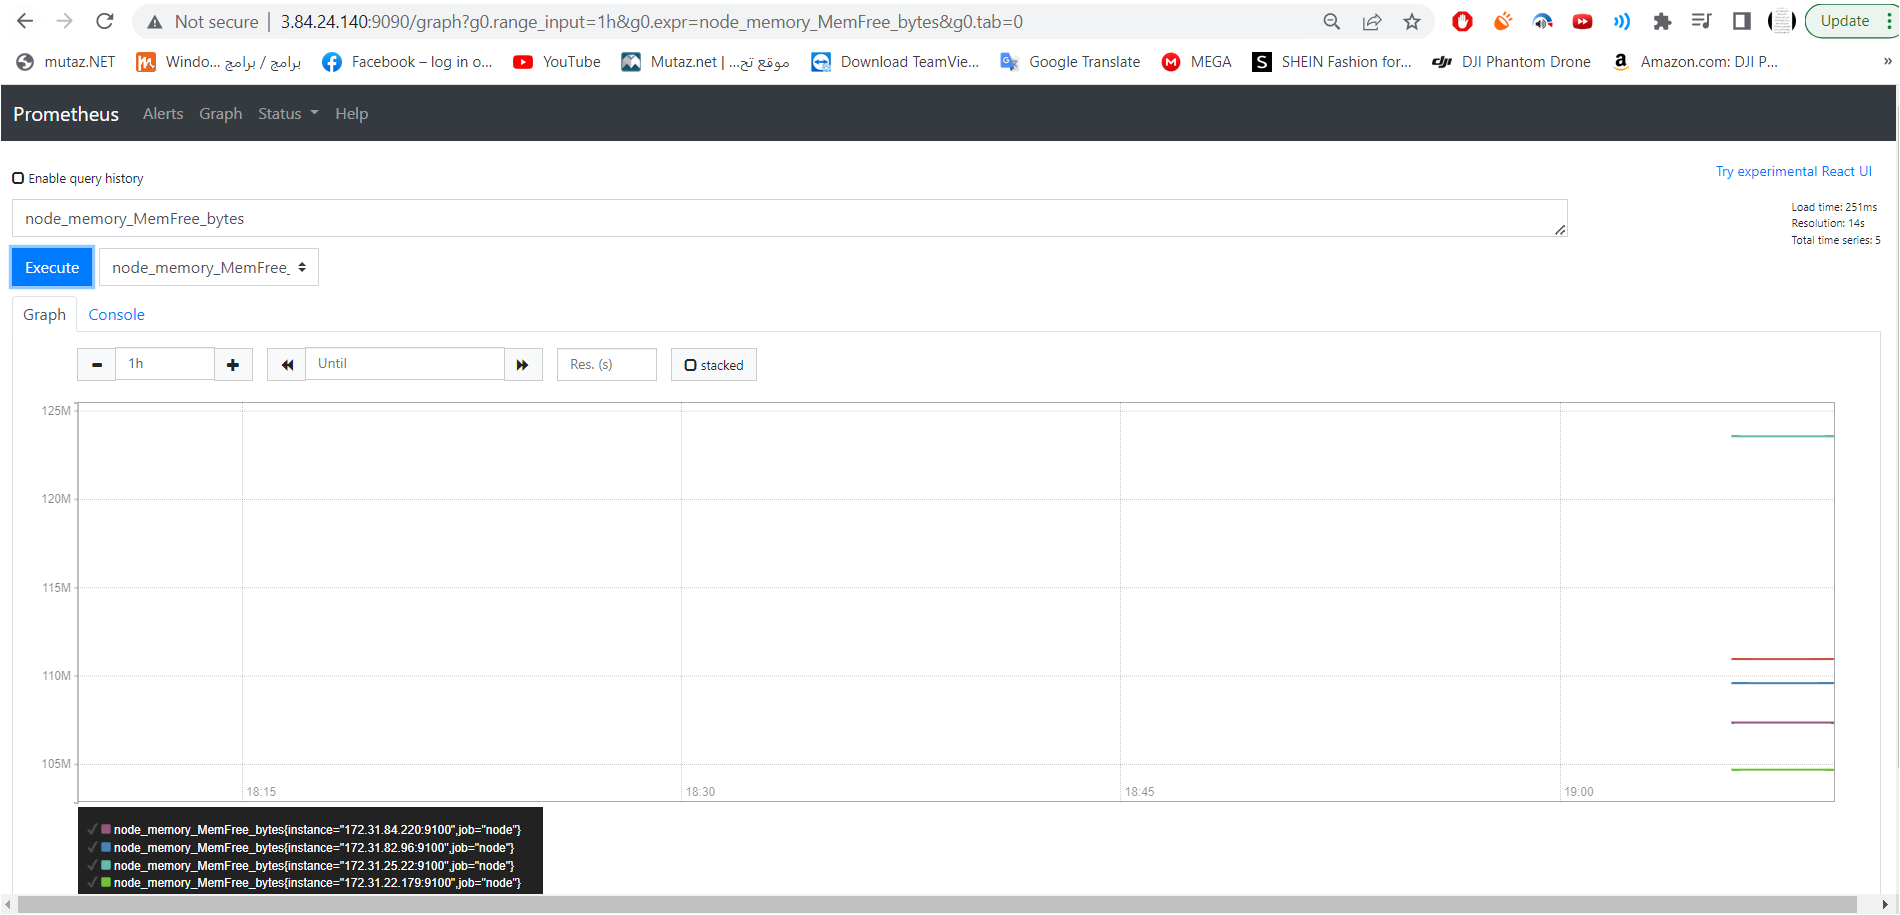 Not secure | 3.84.24.140:9090/graph?g0.range_input=1h&g0.expr=node_memory_MemFree_bytes&g0.tab=0 Update
mutaz.NET Windo... برامج / برامج Facebook – log in o... YouTube Mutaz.net | موقع تح... Download TeamVie... Google Translate MEGA SHEIN Fashion for... DJI Phantom Drone Amazon.com: DJI P... »
Prometheus Alerts Graph Status Help
Enable query history
Try experimental React UI
node_memory_MemFree_bytes
Load time: 251ms
Resolution: 14s
Total time series: 5
Execute node_memory_MemFree_
Graph Console
1h Until Res. (s) stacked
125M
120M
115M
110M
105M
18:15 18:30 18:45 19:00
node_memory_MemFree_bytes{instance="172.31.84.220:9100",job="node"}
node_memory_MemFree_bytes{instance="172.31.82.96:9100",job="node"}
node_memory_MemFree_bytes{instance="172.31.25.22:9100",job="node"}
node_memory_MemFree_bytes{instance="172.31.22.179:9100",job="node"}